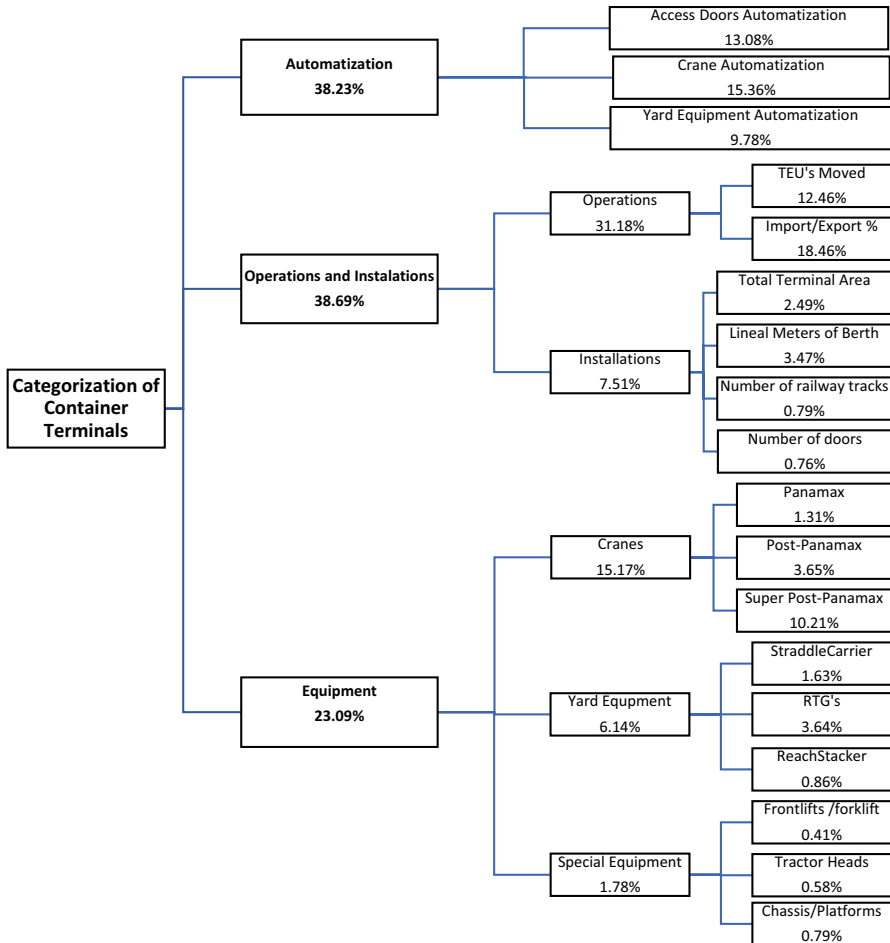 Categorization of
Container
Terminals
Automatization
38.23%
Access Doors Automatization
13.08%
Crane Automatization
15.36%
Yard Equipment Automatization
9.78%
Operations and Instalations
38.69%
Operations
31.18%
TEU's Moved
12.46%
Import/Export %
18.46%
Installations
7.51%
Total Terminal Area
2.49%
Lineal Meters of Berth
3.47%
Number of railway tracks
0.79%
Number of doors
0.76%
Equipment
23.09%
Cranes
15.17%
Panamax
1.31%
Post-Panamax
3.65%
Super Post-Panamax
10.21%
Yard Equpment
6.14%
StraddleCarrier
1.63%
RTG's
3.64%
ReachStacker
0.86%
Special Equipment
1.78%
Frontlifts /forklift
0.41%
Tractor Heads
0.58%
Chassis/Platforms
0.79%